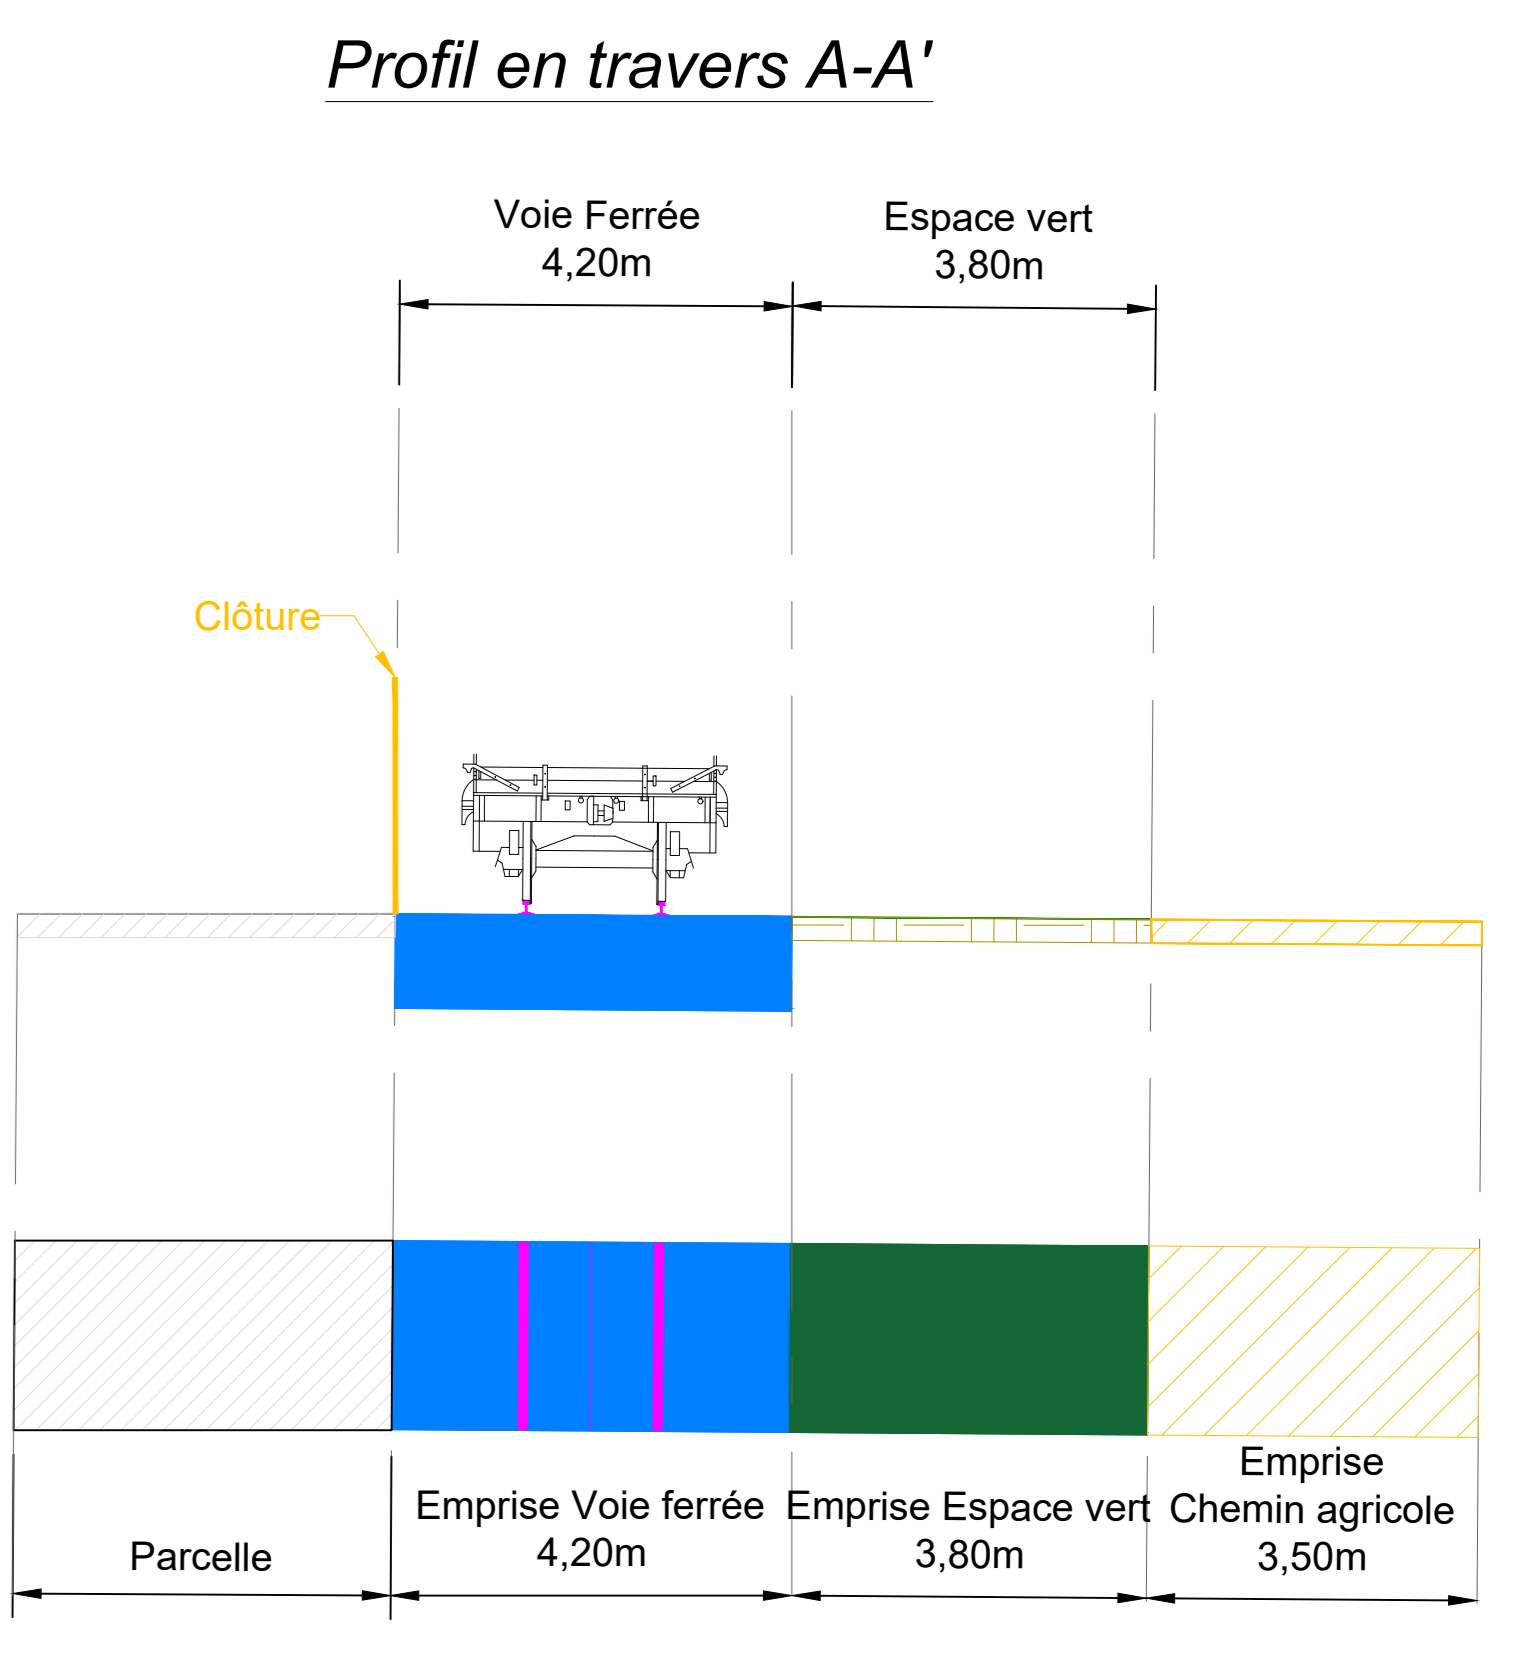 Profil en travers A-A'
Voie Ferrée
4,20m
Espace vert
3,80m
Clôture
Parcelle
Emprise Voie ferrée
4,20m
Emprise Espace vert
3,80m
Emprise
Chemin agricole
3,50m